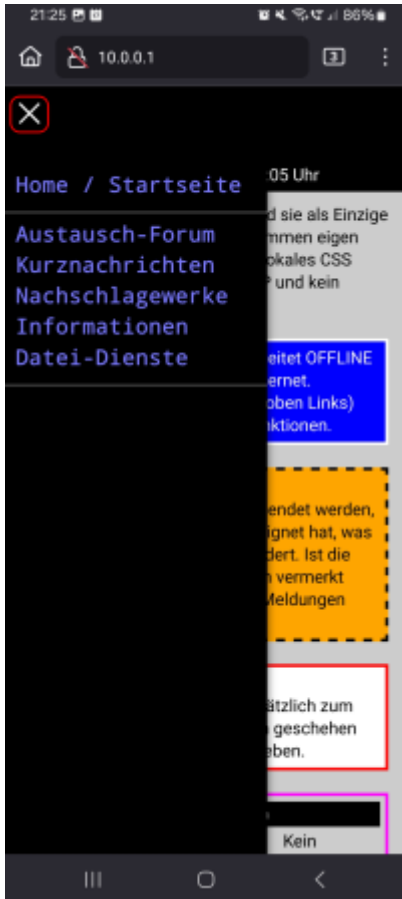 21:25
86%
10.0.0.1
3
:05 Uhr
Home / Startseite
d sie als Einzige
Austausch-Forum
mmen eigen
Kurznachrichten
okales CSS
Nachschlagewerke
und kein
Informationen
Datei-Dienste
eitet OFFLINE
ernet.
oben Links)
ktionen.
endet werden,
ignet hat, was
dert. Ist die
vermerkt
Meldungen
ätzlich zum
geschehen
eben.
Kein